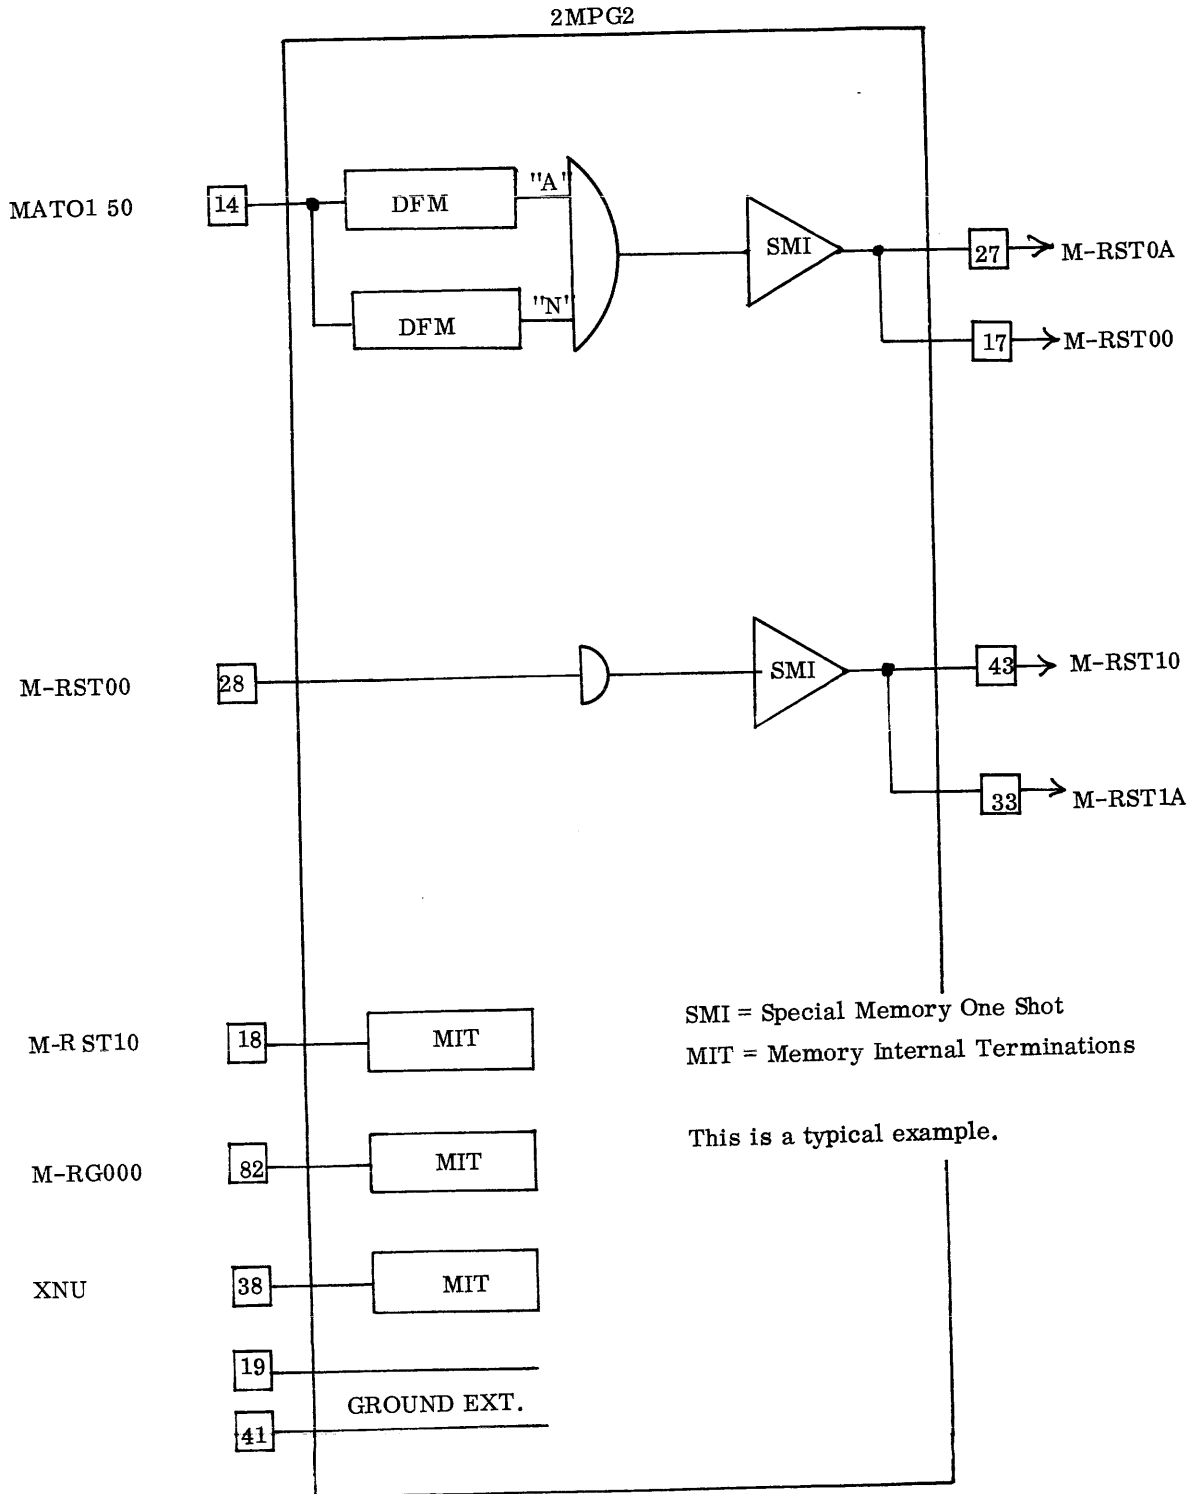 2MPG2
MATO1 50
14
DFM
"A"
SMI
27
M-RST0A
DFM
"N"
17
M-RST00
M-RST00
28
SMI
43
M-RST10
33
M-RST1A
M-R ST10
18
MIT
SMI = Special Memory One Shot
MIT = Memory Internal Terminations
M-RG000
82
MIT
This is a typical example.
XNU
38
MIT
19
GROUND EXT.
41